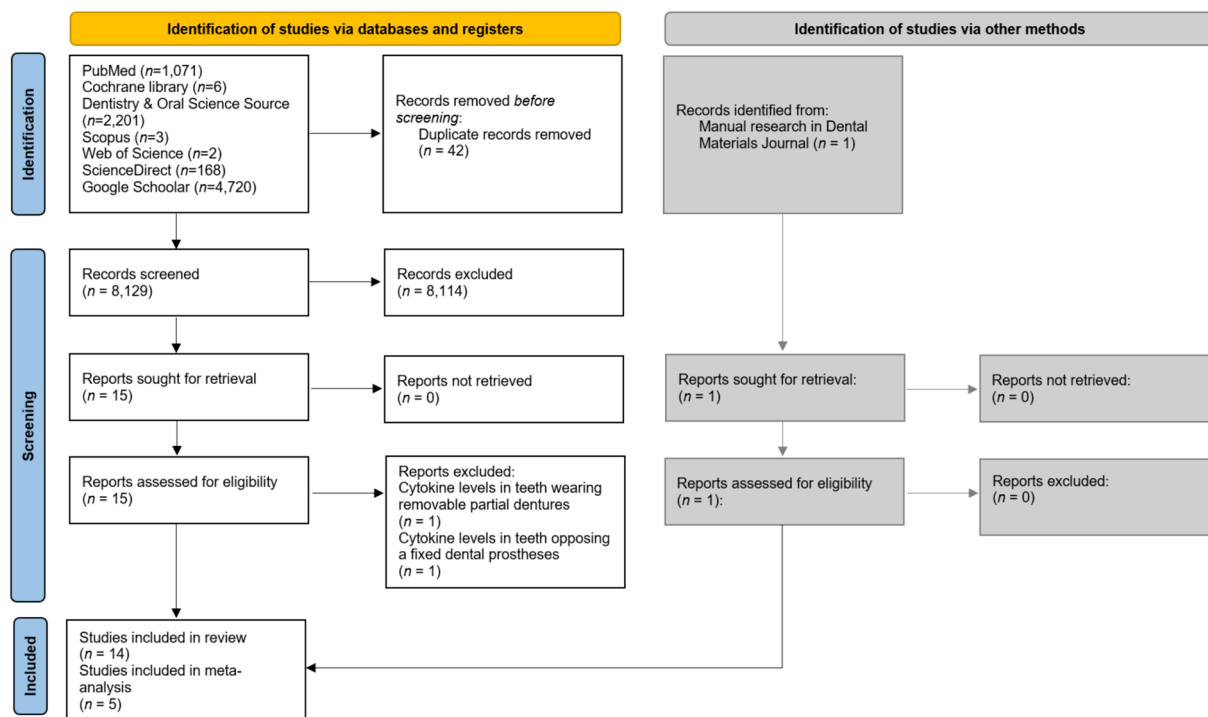 Identification of studies via databases and registers
Identification of studies via other methods
Identification
PubMed (n=1,071)
Cochrane library (n=6)
Dentistry & Oral Science Source
(n=2,201)
Scopus (n=3)
Web of Science (n=2)
ScienceDirect (n=168)
Google Schoolar (n=4,720)
Records removed before
screening:
Duplicate records removed
(n = 42)
Records identified from:
Manual research in Dental
Materials Journal (n = 1)
Screening
Records screened
(n = 8,129)
Records excluded
(n = 8,114)
Reports sought for retrieval
(n = 15)
Reports not retrieved
(n = 0)
Reports sought for retrieval:
(n = 1)
Reports not retrieved:
(n = 0)
Reports assessed for eligibility
(n = 15)
Reports excluded:
Cytokine levels in teeth wearing
removable partial dentures
(n = 1)
Cytokine levels in teeth opposing
a fixed dental prostheses
(n = 1)
Reports assessed for eligibility
(n = 1):
Reports excluded:
(n = 0)
Included
Studies included in review
(n = 14)
Studies included in meta-
analysis
(n = 5)